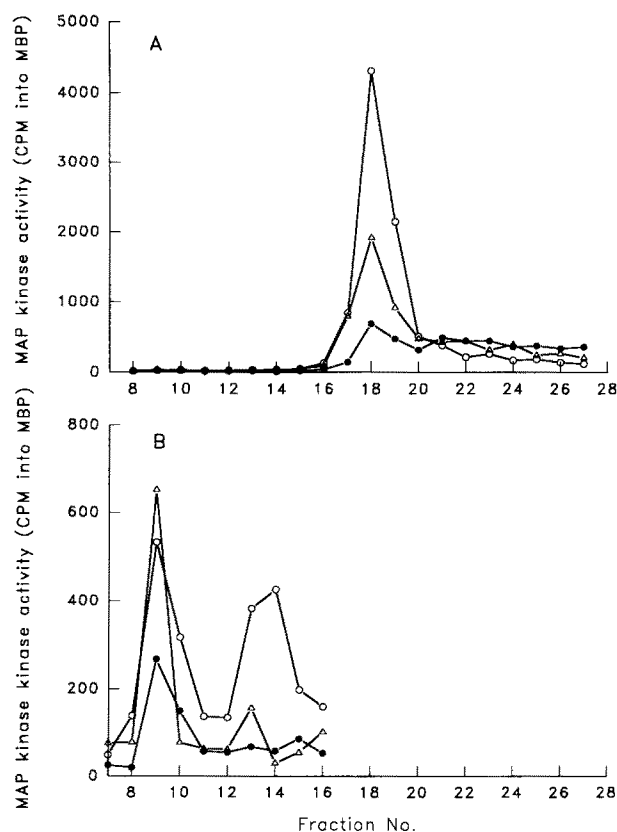 A
MAP kinase activity (CPM into MBP)
5000
4000
3000
2000
1000
0
8 10 12 14 16 18 20 22 24 26 28
B
MAP kinase kinase activity (CPM into MBP)
800
600
400
200
0
8 10 12 14 16 18 20 22 24 26 28
Fraction No.